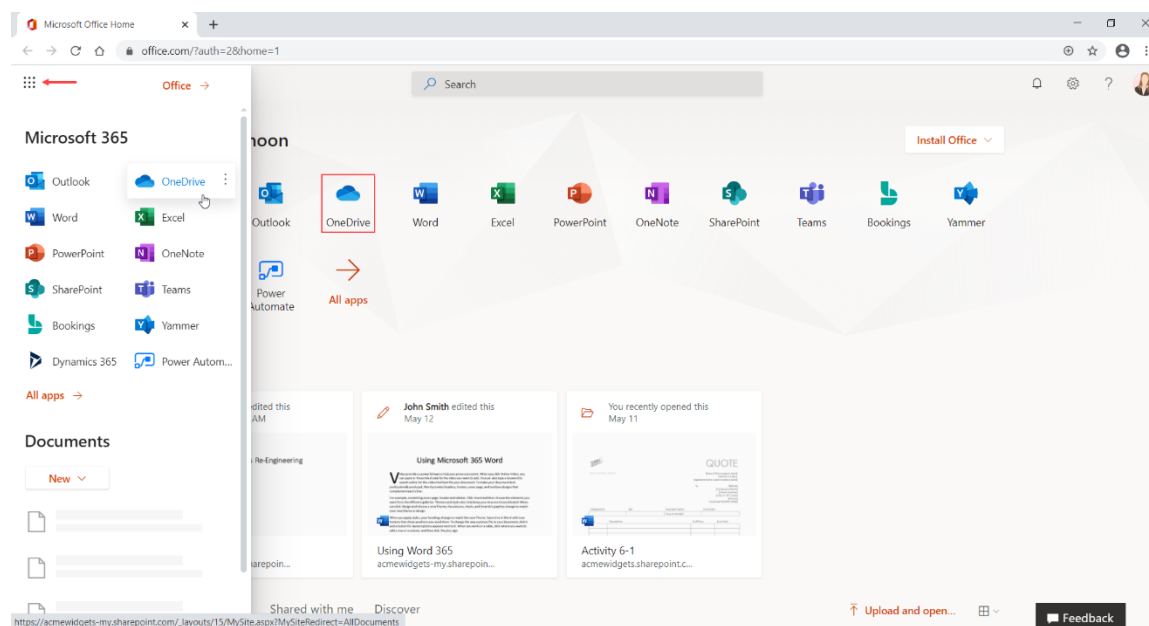 Microsoft Office Home
office.com/?auth=2&home=1
Office →
Search
Microsoft 365
noon
Install Office
Outlook
OneDrive
Word
Excel
PowerPoint
OneNote
SharePoint
Teams
Bookings
Yammer
Dynamics 365
Power Autom...
All apps →
Documents
New
Outlook
OneDrive
Word
Excel
PowerPoint
OneNote
SharePoint
Teams
Bookings
Yammer
Power
Automate
All apps
edited this
AM
Re-Engineering
arepoin...
John Smith edited this
May 12
Using Microsoft 365 Word
Using Word 365
acmewidgets-my.sharepoin...
You recently opened this
May 11
QUOTE
Activity 6-1
acmewidgets.sharepoint.c...
Shared with me
Discover
Upload and open...
Feedback
https://acmewidgets-my.sharepoint.com/_layouts/15/MySite.aspx?MySiteRedirect=AllDocuments